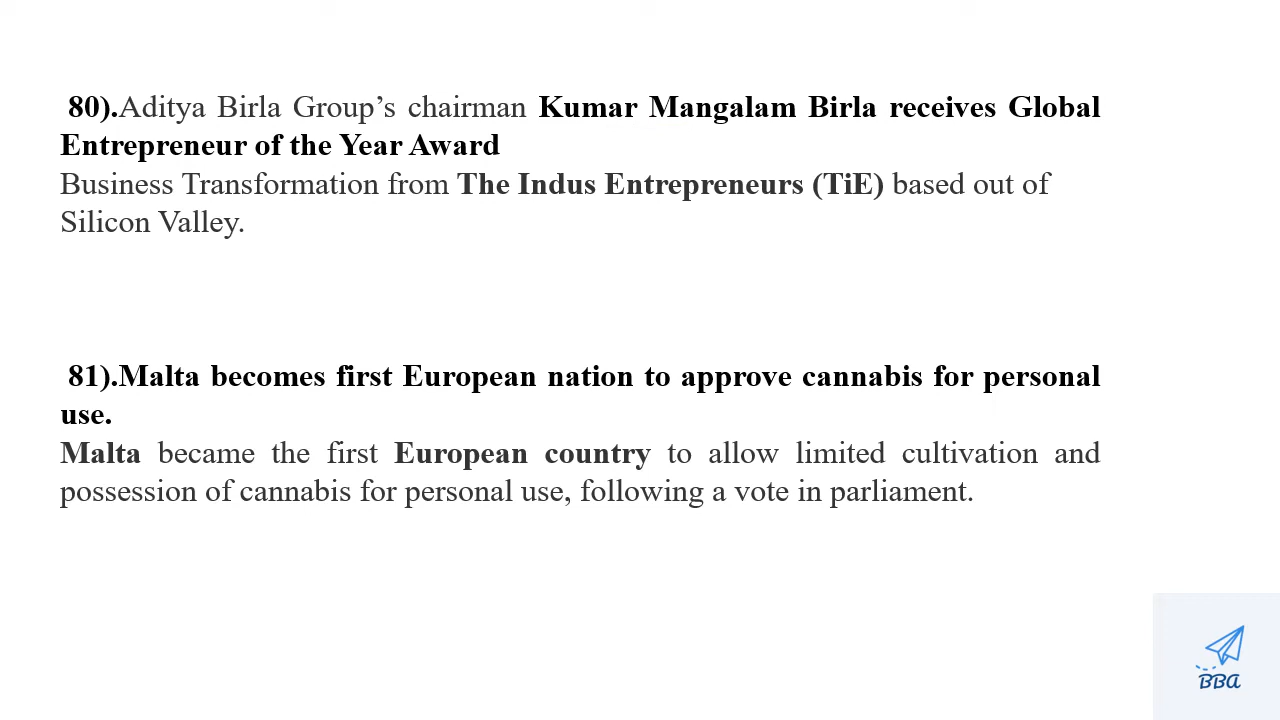 80).Aditya Birla Group’s chairman Kumar Mangalam Birla receives Global
Entrepreneur of the Year Award
Business Transformation from The Indus Entrepreneurs (TiE) based out of
Silicon Valley.
81).Malta becomes first European nation to approve cannabis for personal
use.
Malta became the first European country to allow limited cultivation and
possession of cannabis for personal use, following a vote in parliament.
BBA